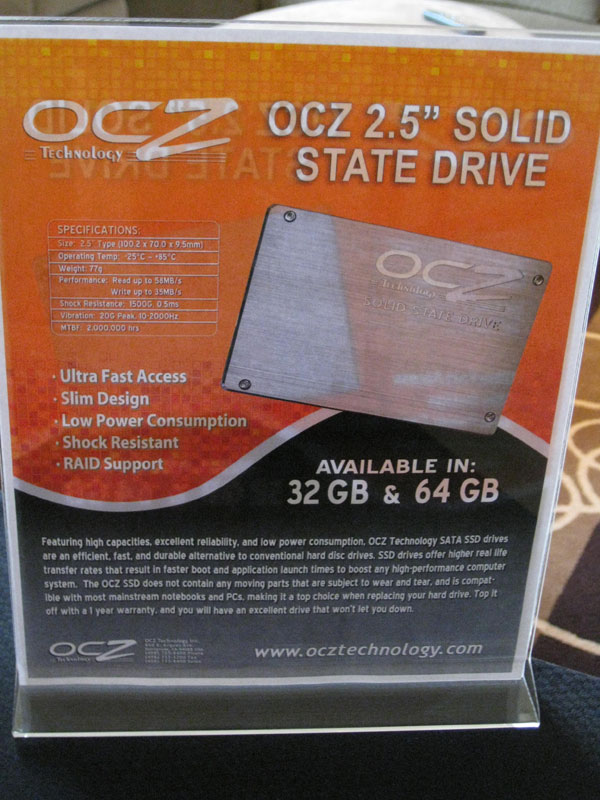 OCZ
Technology
OCZ 2.5” SOLID
STATE DRIVE
SPECIFICATIONS:
Size: 2.5" Type (100.2 x 70.0 x 9.5mm)
Operating Temp: -25°C ~ +85°C
Weight: 77g
Performance: Read up to 58MB/s
Write up to 35MB/s
Shock Resistance: 1500G 0.5ms
Vibration: 20G Peak, 10-2000Hz
MTBF: 2,000,000 hrs
OCZ
Technology
SOLID STATE DRIVE
· Ultra Fast Access
· Slim Design
· Low Power Consumption
· Shock Resistant
· RAID Support
AVAILABLE IN:
32 GB & 64 GB
Featuring high capacities, excellent reliability, and low power consumption, OCZ Technology SATA SSD drives
are an efficient, fast, and durable alternative to conventional hard disc drives. SSD drives offer higher real life
transfer rates that result in faster boot and application launch times to boost any high-performance computer
system. The OCZ SSD does not contain any moving parts that are subject to wear and tear, and is compat-
ible with most mainstream notebooks and PCs, making it a top choice when replacing your hard drive. Top it
off with a 1 year warranty, and you will have an excellent drive that won't let you down.
OCZ
Technology
OCZ Technology Inc.
www.ocztechnology.com